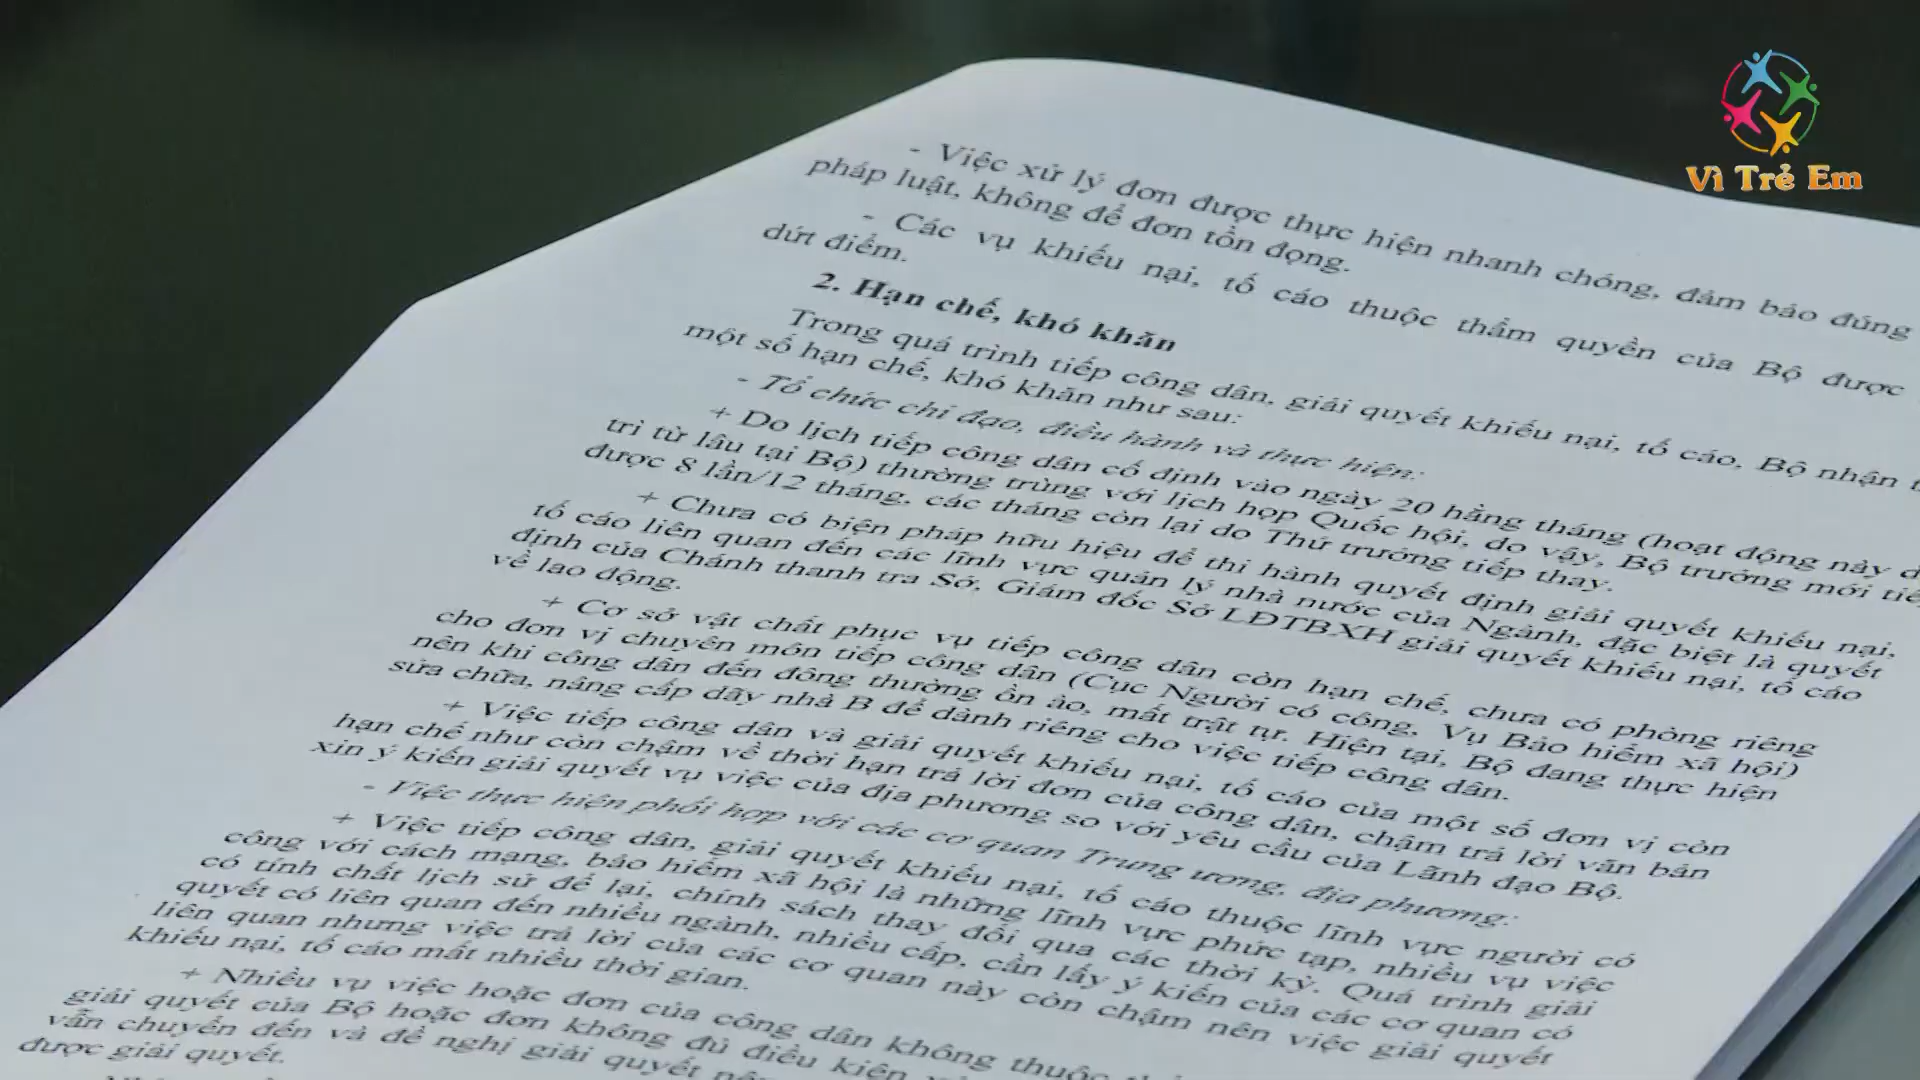 Vì Trẻ Em
- Việc xử lý đơn được thực hiện nhanh chóng, đảm bảo đúng
pháp luật, không để đơn tồn đọng.
- Các vụ khiếu nại, tố cáo thuộc thẩm quyền của Bộ được
dứt điểm.
2. Hạn chế, khó khăn
Trong quá trình tiếp công dân, giải quyết khiếu nại, tố cáo, Bộ nhận
một số hạn chế, khó khăn như sau:
- Tổ chức chỉ đạo, điều hành và thực hiện:
+ Do lịch tiếp công dân cố định vào ngày 20 hằng tháng (hoạt động này
trì từ lâu tại Bộ) thường trùng với lịch họp Quốc hội, do vậy, Bộ trưởng mới
được 8 lần/12 tháng, các tháng còn lại do Thứ trưởng tiếp thay.
+ Chưa có biện pháp hữu hiệu để thi hành quyết định giải quyết khiếu nại,
tố cáo liên quan đến các lĩnh vực quản lý nhà nước của Ngành, đặc biệt là quyết
định của Chánh thanh tra Sở, Giám đốc Sở LĐTBXH giải quyết khiếu nại, tố cáo
về lao động.
+ Cơ sở vật chất phục vụ tiếp công dân còn hạn chế, chưa có phòng riêng
cho đơn vị chuyên môn tiếp công dân (Cục Người có công, Vụ Bảo hiểm xã hội)
nên khi công dân đến đông thường ồn ào, mất trật tự. Hiện tại, Bộ đang thực hiện
sửa chữa, nâng cấp dãy nhà B để dành riêng cho việc tiếp công dân.
+ Việc tiếp công dân và giải quyết khiếu nại, tố cáo của một số đơn vị còn
hạn chế như còn chậm về thời hạn trả lời đơn của công dân, chậm trả lời văn bản
xin ý kiến giải quyết vụ việc của địa phương so với yêu cầu của Lãnh đạo Bộ.
- Việc thực hiện phối hợp với các cơ quan Trung ương, địa phương:
+ Việc tiếp công dân, giải quyết khiếu nại, tố cáo thuộc lĩnh vực người có
công với cách mạng, bảo hiểm xã hội là những lĩnh vực phức tạp, nhiều vụ việc
có tính chất lịch sử để lại, chính sách thay đổi qua các thời kỳ. Quá trình giải
quyết có liên quan đến nhiều ngành, nhiều cấp, cần lấy ý kiến của các cơ quan có
liên quan nhưng việc trả lời của các cơ quan này còn chậm nên việc giải quyết
khiếu nại, tố cáo mất nhiều thời gian.
+ Nhiều vụ việc hoặc đơn của công dân không thuộc
giải quyết của Bộ hoặc đơn không đủ điều kiện
vẫn chuyển đến và đề nghị giải quyết
được giải quyết.